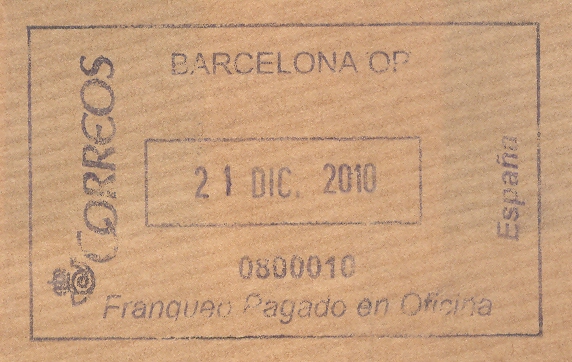 BARCELONA OP
CORREOS
21 DIC. 2010
España
0800010
Franqueo Pagado en Oficina